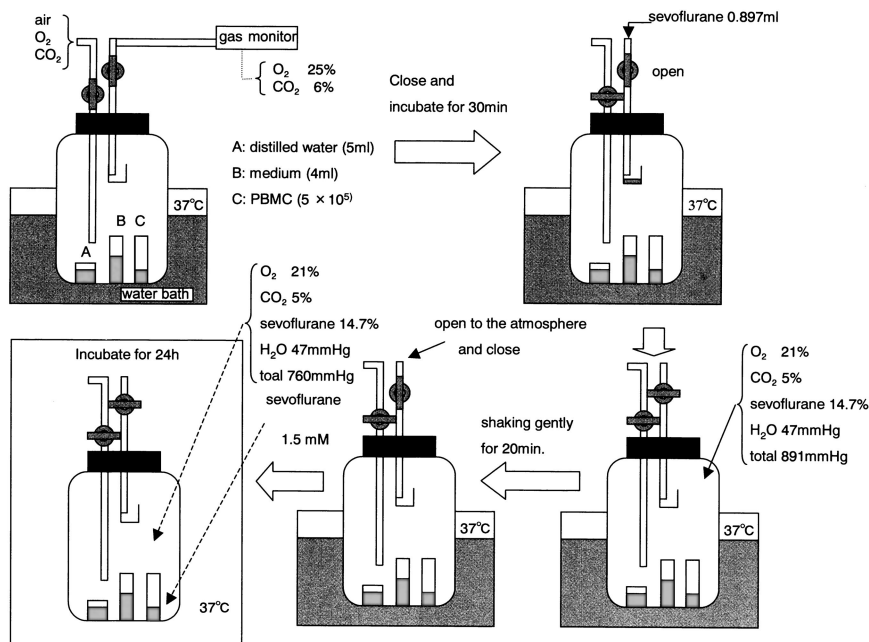 air
O₂
CO₂
gas monitor
O₂ 25%
CO₂ 6%
A: distilled water (5ml)
B: medium (4ml)
C: PBMC (5 × 10⁵)
37°C
A
B
C
water bath
Close and
incubate for 30min
sevoflurane 0.897ml
open
37°C
O₂ 21%
CO₂ 5%
sevoflurane 14.7%
H₂O 47mmHg
total 891mmHg
37°C
shaking gently
for 20min.
open to the atmosphere
and close
37°C
O₂ 21%
CO₂ 5%
sevoflurane 14.7%
H₂O 47mmHg
toal 760mmHg
sevoflurane
1.5 mM
Incubate for 24h
37°C